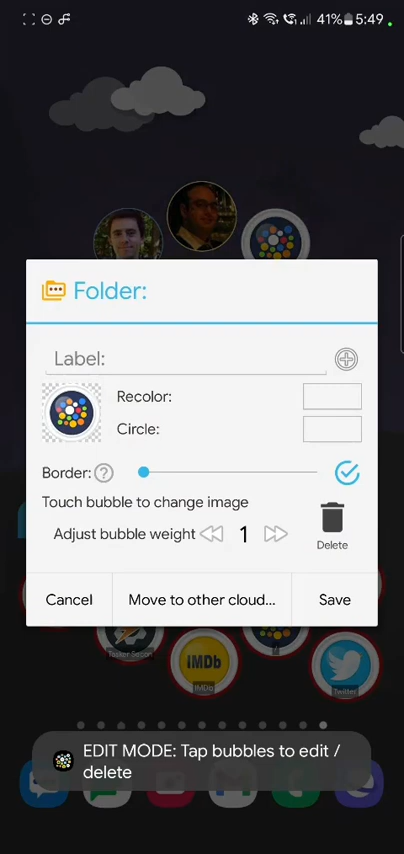 41% 5:49
Folder:
Label:
Recolor:
Circle:
Border: ?
Touch bubble to change image
Adjust bubble weight 1
Delete
Cancel
Move to other cloud...
Save
Tasker Secon
IMDb
IMDb
Twitter
EDIT MODE: Tap bubbles to edit /
delete